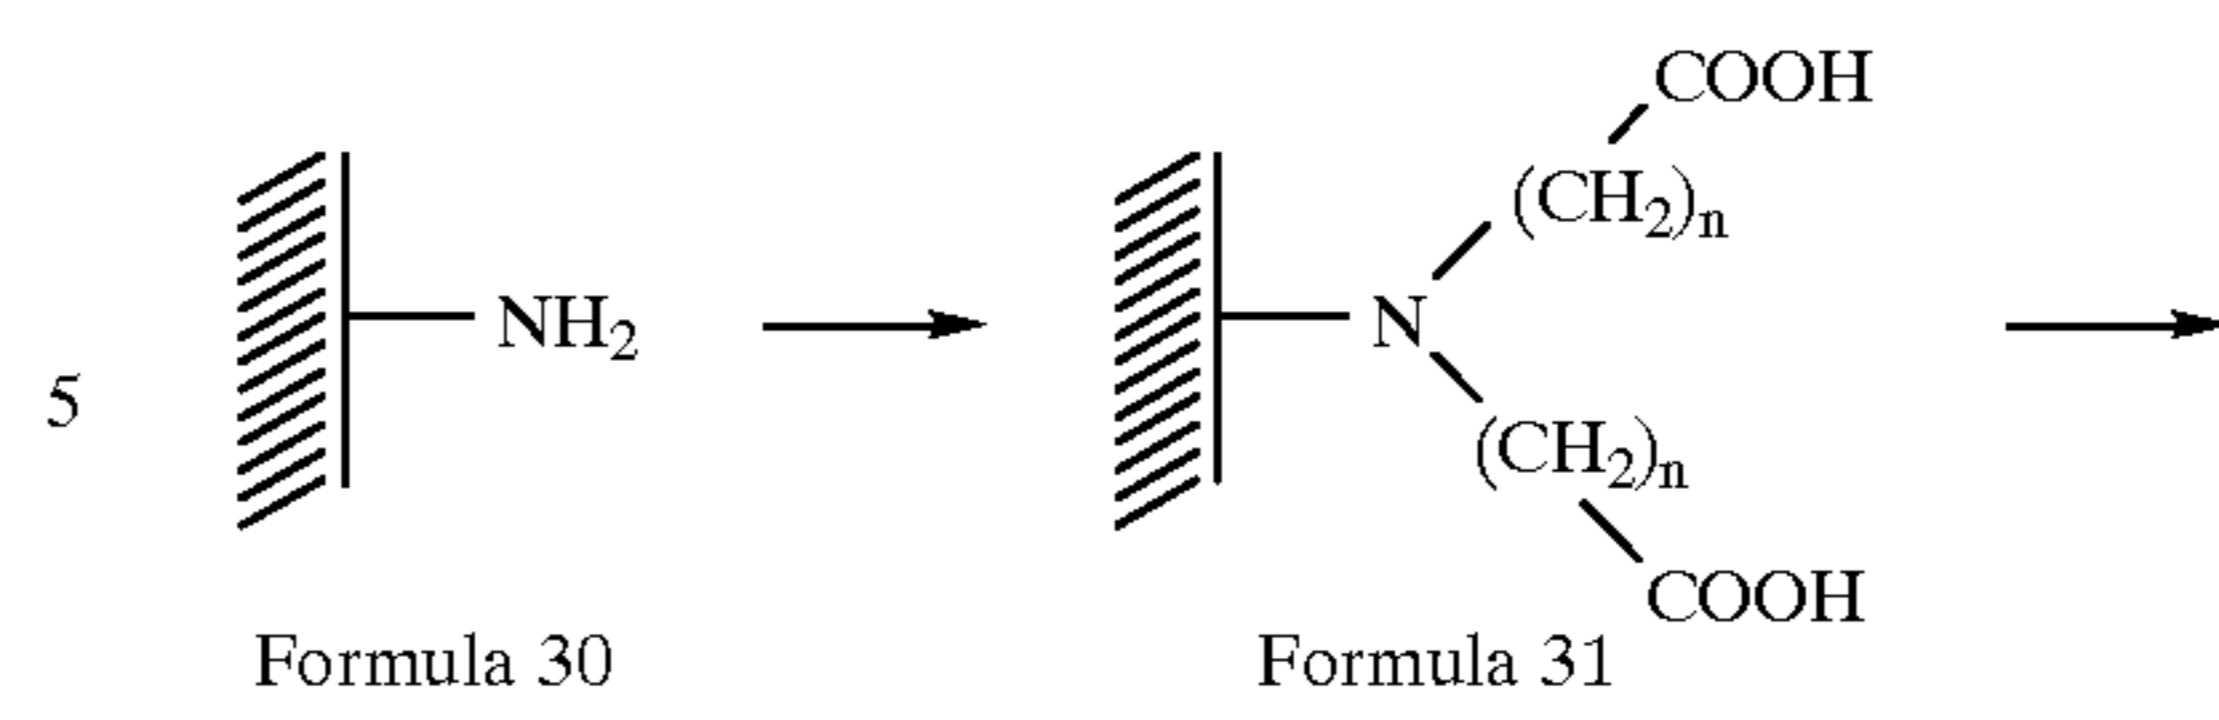 COOH
(CH2)n
NH2
N
5
(CH2)n
COOH
Formula 30
Formula 31